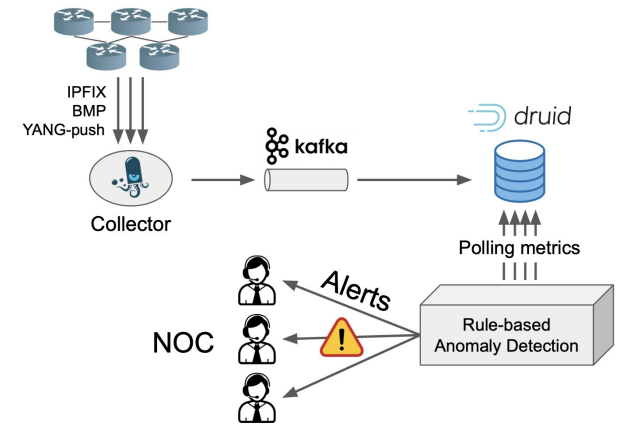 IPFIX
BMP
YANG-push
Collector
kafka
druid
Polling metrics
Alerts
NOC
!
Rule-based
Anomaly Detection